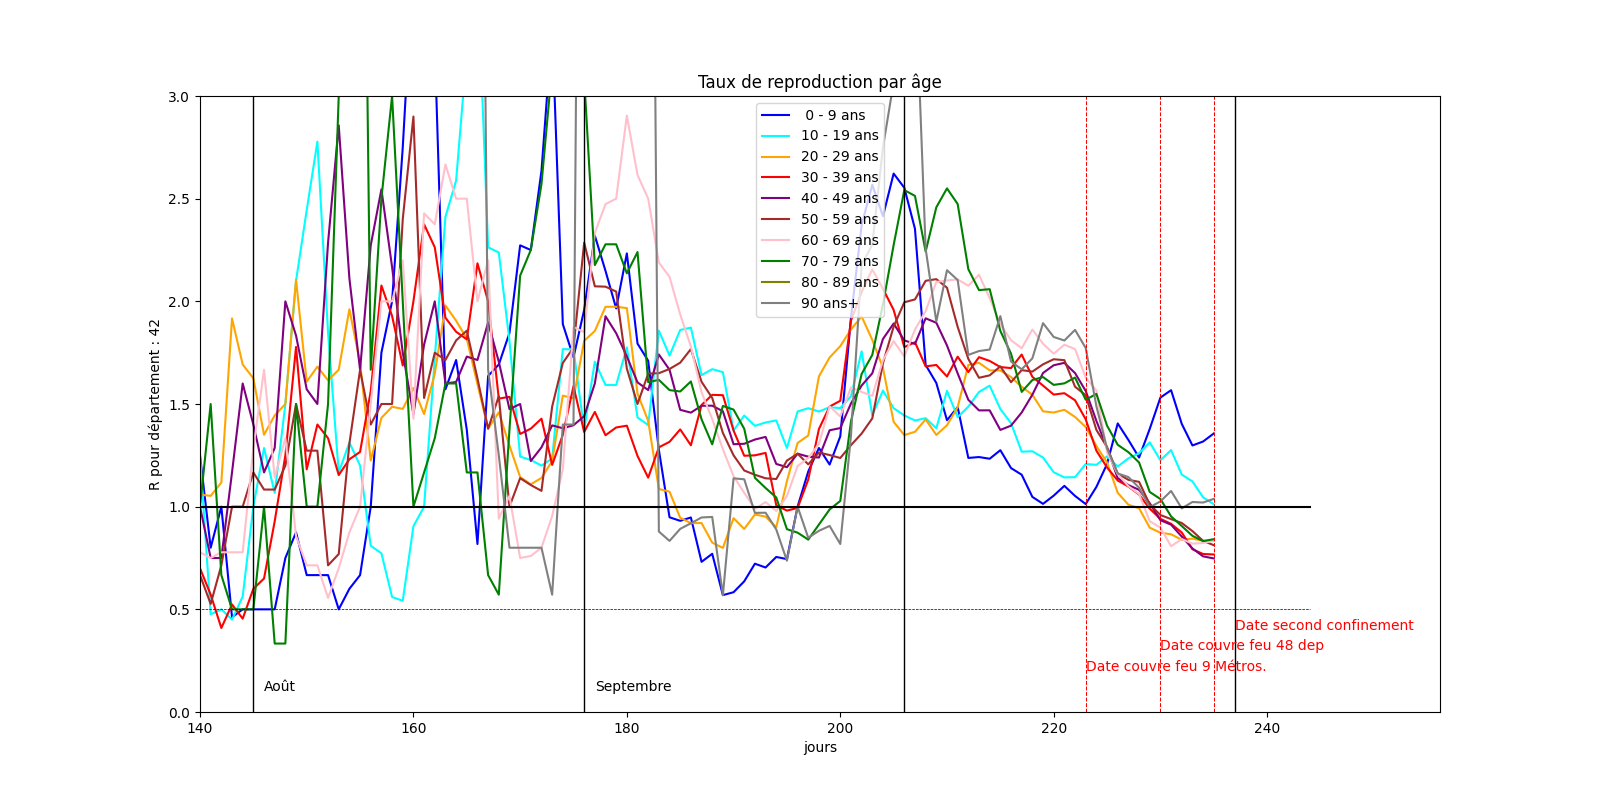 Taux de reproduction par âge
3.0
2.5
2.0
1.5
1.0
0.5
0.0
R pour département : 42
0 - 9 ans
10 - 19 ans
20 - 29 ans
30 - 39 ans
40 - 49 ans
50 - 59 ans
60 - 69 ans
70 - 79 ans
80 - 89 ans
90 ans+
Date second confinement
Date couvre feu 48 dep
Date couvre feu 9 Métros.
Août
Septembre
140
160
180
200
220
240
jours